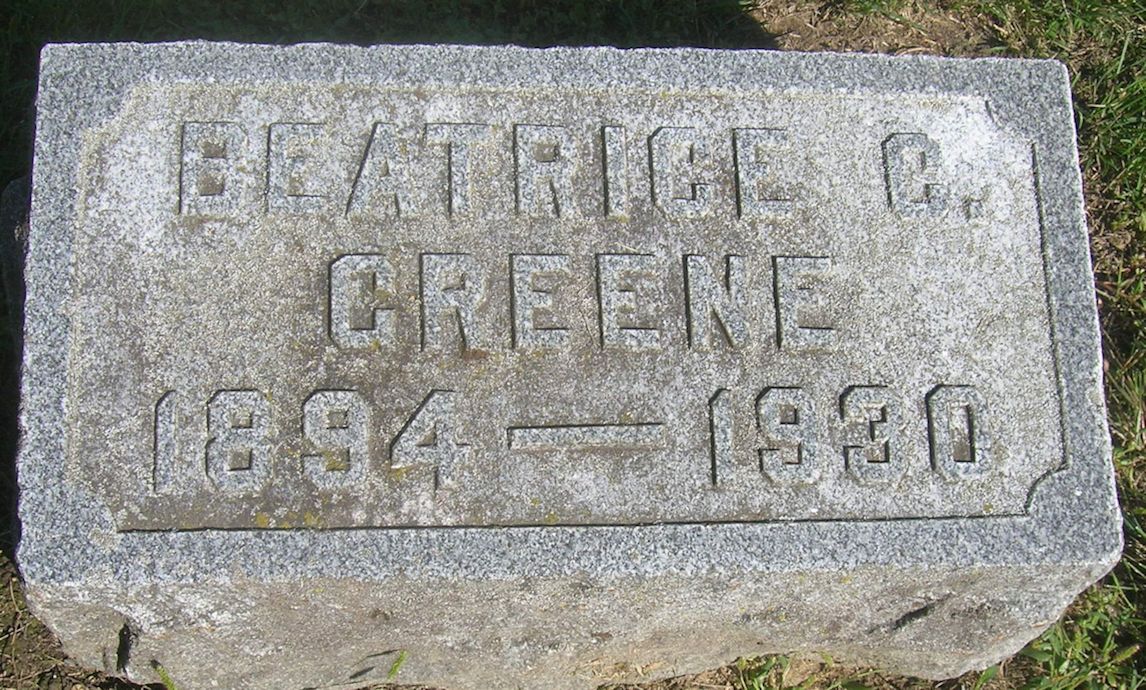 BEATRICE C.
GREENE
1894 — 1930